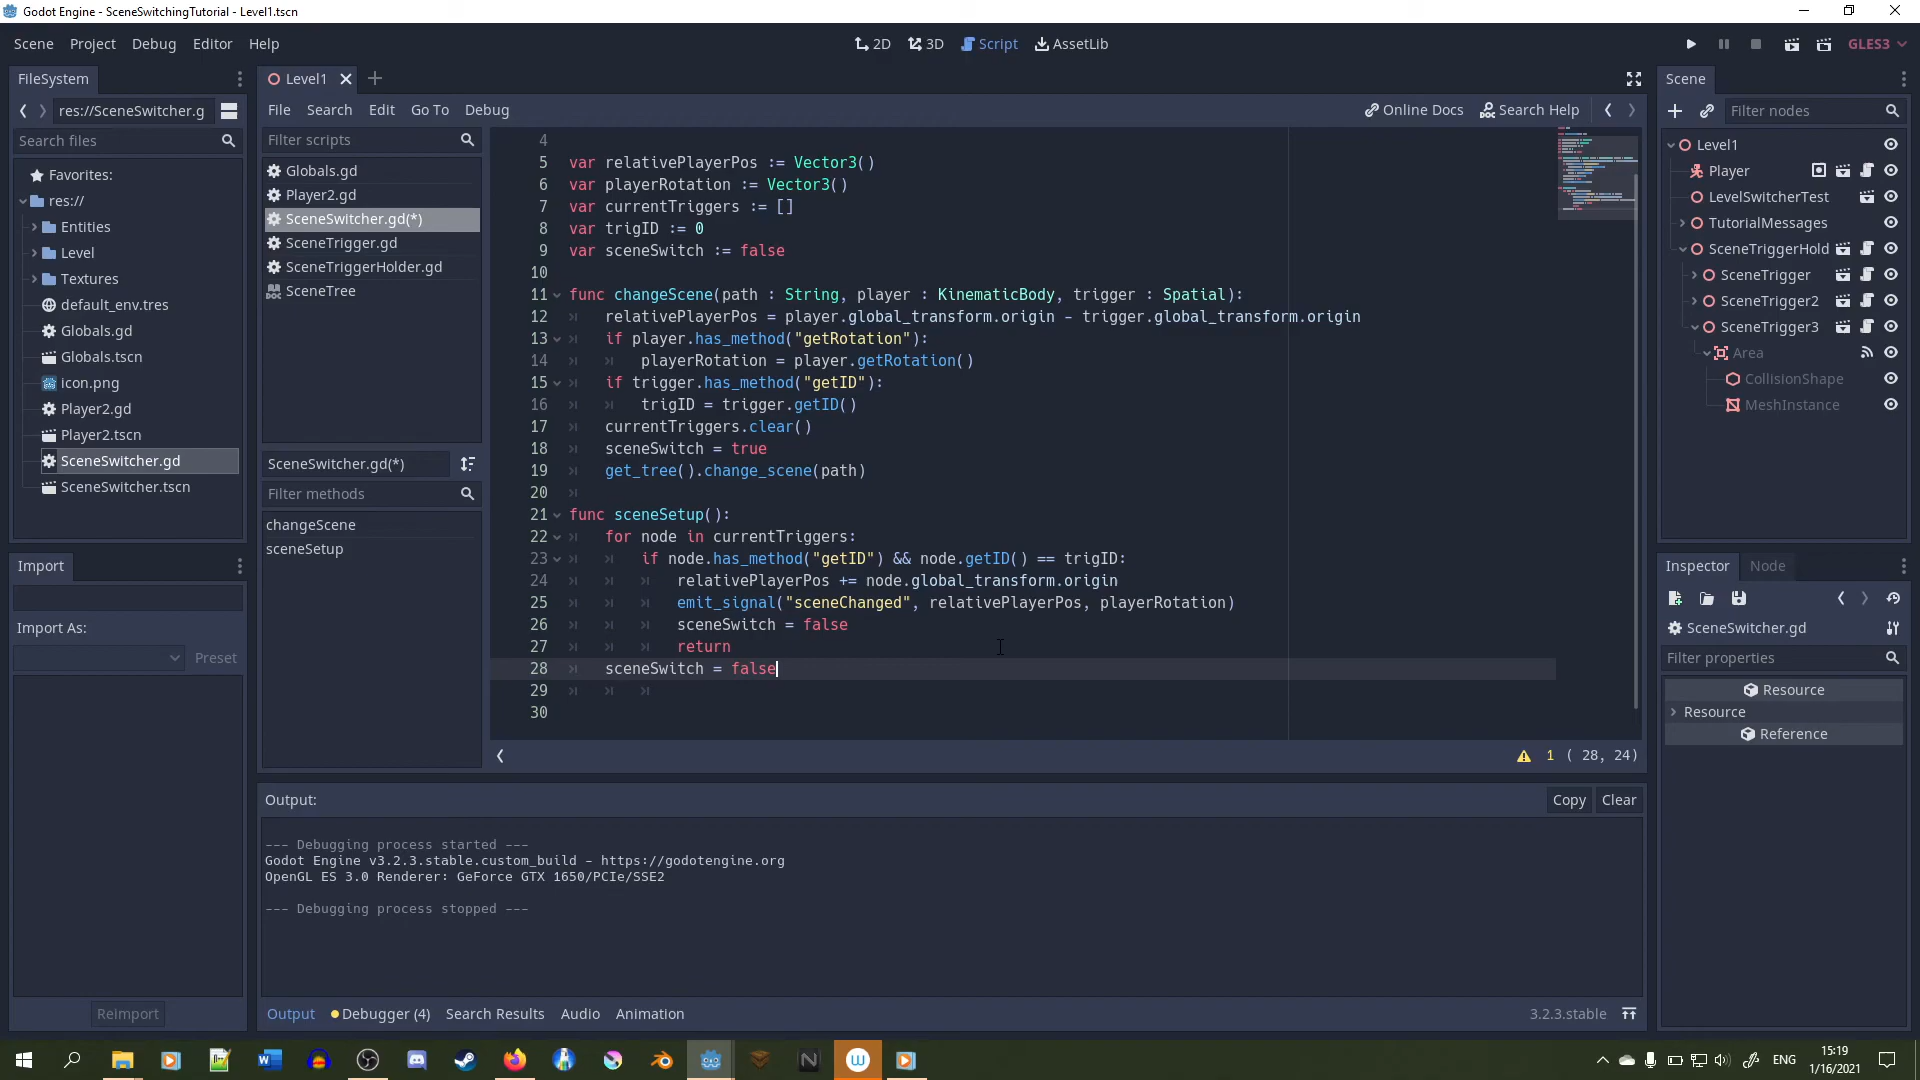 Godot Engine - SceneSwitchingTutorial - Level1.tscn
Scene Project Debug Editor Help
2D 3D Script AssetLib
GLES3
FileSystem
res://SceneSwitcher.g
Search files
Favorites:
res://
Entities
Level
Textures
default_env.tres
Globals.gd
Globals.tscn
icon.png
Player2.gd
Player2.tscn
SceneSwitcher.gd
SceneSwitcher.tscn
Import
Import As:
Preset
Reimport
Level1
File Search Edit Go To Debug
Online Docs Search Help
Filter scripts
Globals.gd
Player2.gd
SceneSwitcher.gd(*)
SceneTrigger.gd
SceneTriggerHolder.gd
SceneTree
SceneSwitcher.gd(*)
Filter methods
changeScene
sceneSetup
4
5 var relativePlayerPos := Vector3()
6 var playerRotation := Vector3()
7 var currentTriggers := []
8 var trigID := 0
9 var sceneSwitch := false
10
11 func changeScene(path : String, player : KinematicBody, trigger : Spatial):
12 relativePlayerPos = player.global_transform.origin - trigger.global_transform.origin
13 if player.has_method("getRotation"):
14 playerRotation = player.getRotation()
15 if trigger.has_method("getID"):
16 trigID = trigger.getID()
17 currentTriggers.clear()
18 sceneSwitch = true
19 get_tree().change_scene(path)
20
21 func sceneSetup():
22 for node in currentTriggers:
23 if node.has_method("getID") && node.getID() == trigID:
24 relativePlayerPos += node.global_transform.origin
25 emit_signal("sceneChanged", relativePlayerPos, playerRotation)
26 sceneSwitch = false
27 return
28 sceneSwitch = false
29
30
1 ( 28, 24)
Output:
Copy Clear
--- Debugging process started ---
Godot Engine v3.2.3.stable.custom_build - https://godotengine.org
OpenGL ES 3.0 Renderer: GeForce GTX 1650/PCIe/SSE2
--- Debugging process stopped ---
Output Debugger (4) Search Results Audio Animation
3.2.3.stable
Scene
Filter nodes
Level1
Player
LevelSwitcherTest
TutorialMessages
SceneTriggerHold
SceneTrigger
SceneTrigger2
SceneTrigger3
Area
CollisionShape
MeshInstance
Inspector Node
SceneSwitcher.gd
Filter properties
Resource
Resource
Reference
ENG
15:19
1/16/2021